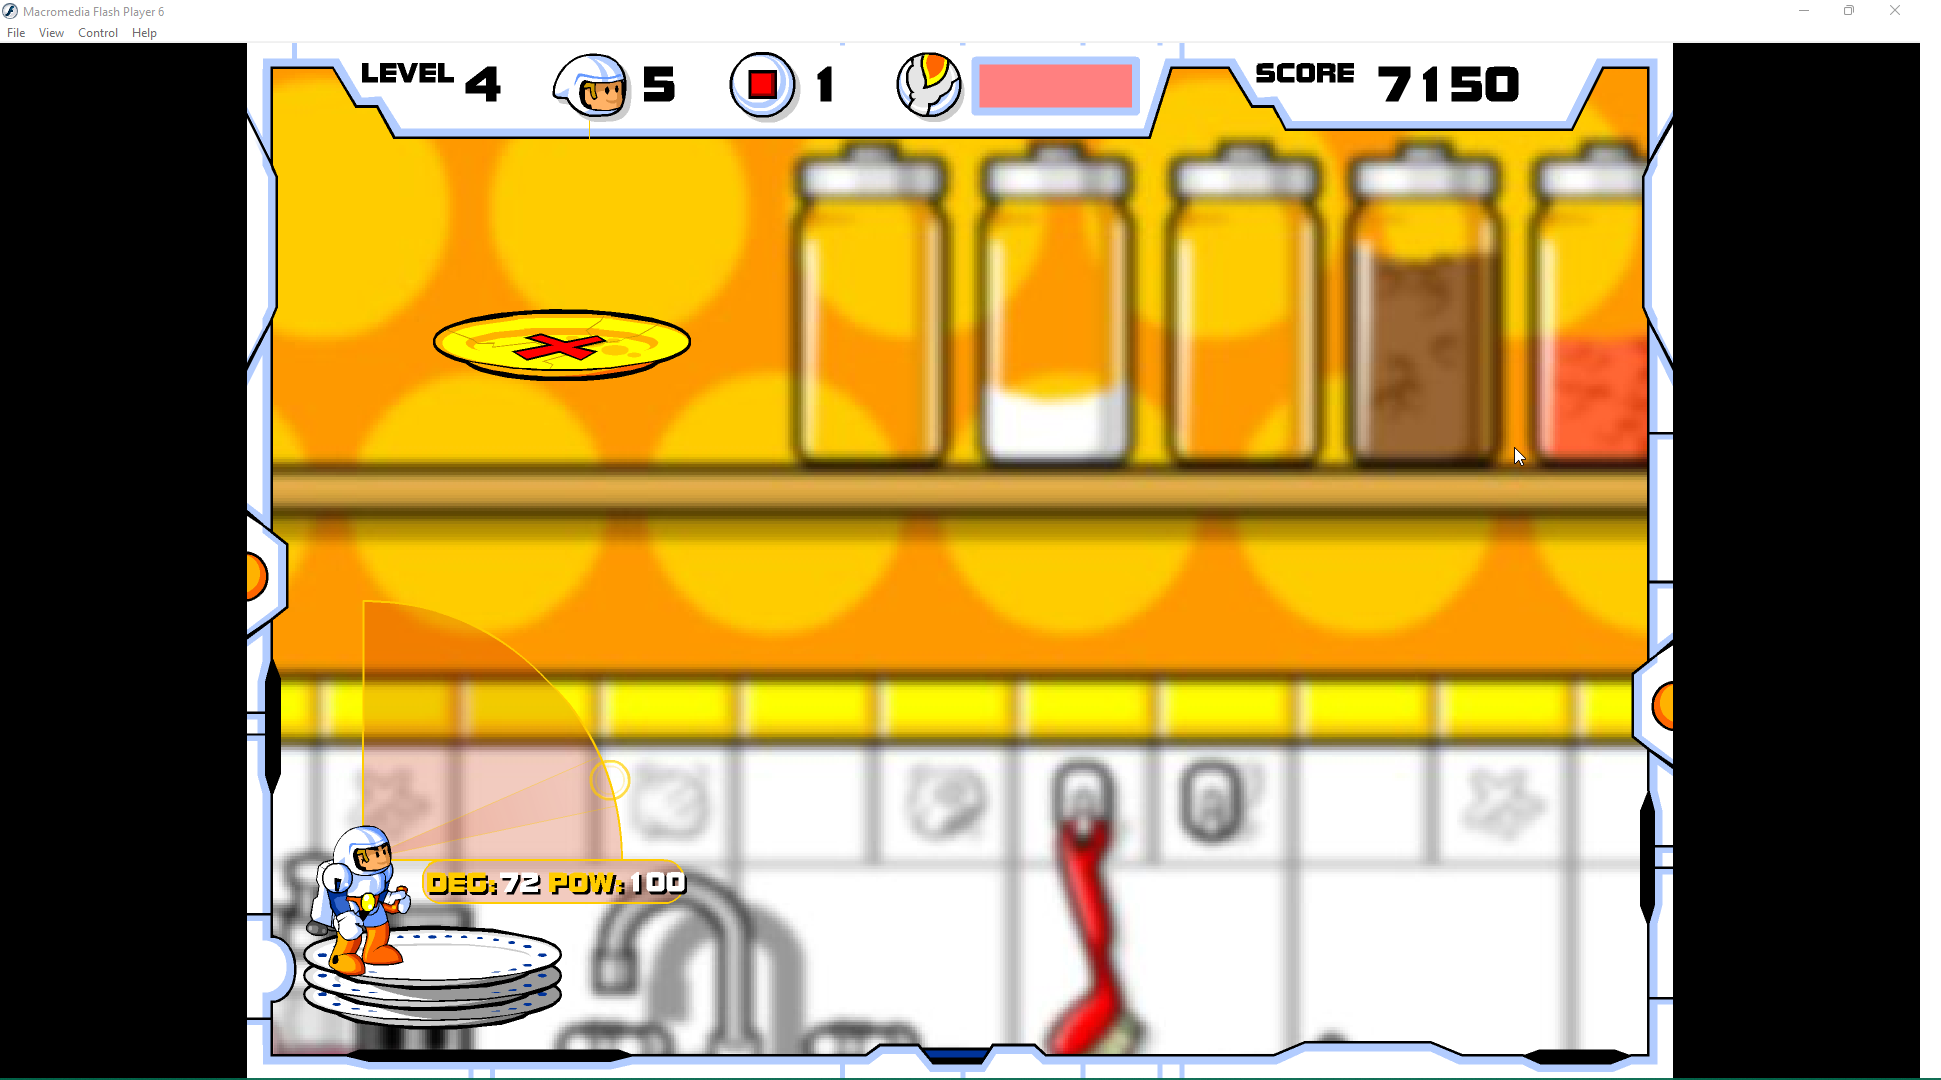 Macromedia Flash Player 6
File View Control Help
LEVEL 4 5 1 SCORE 7150
DEG:72 POW:100